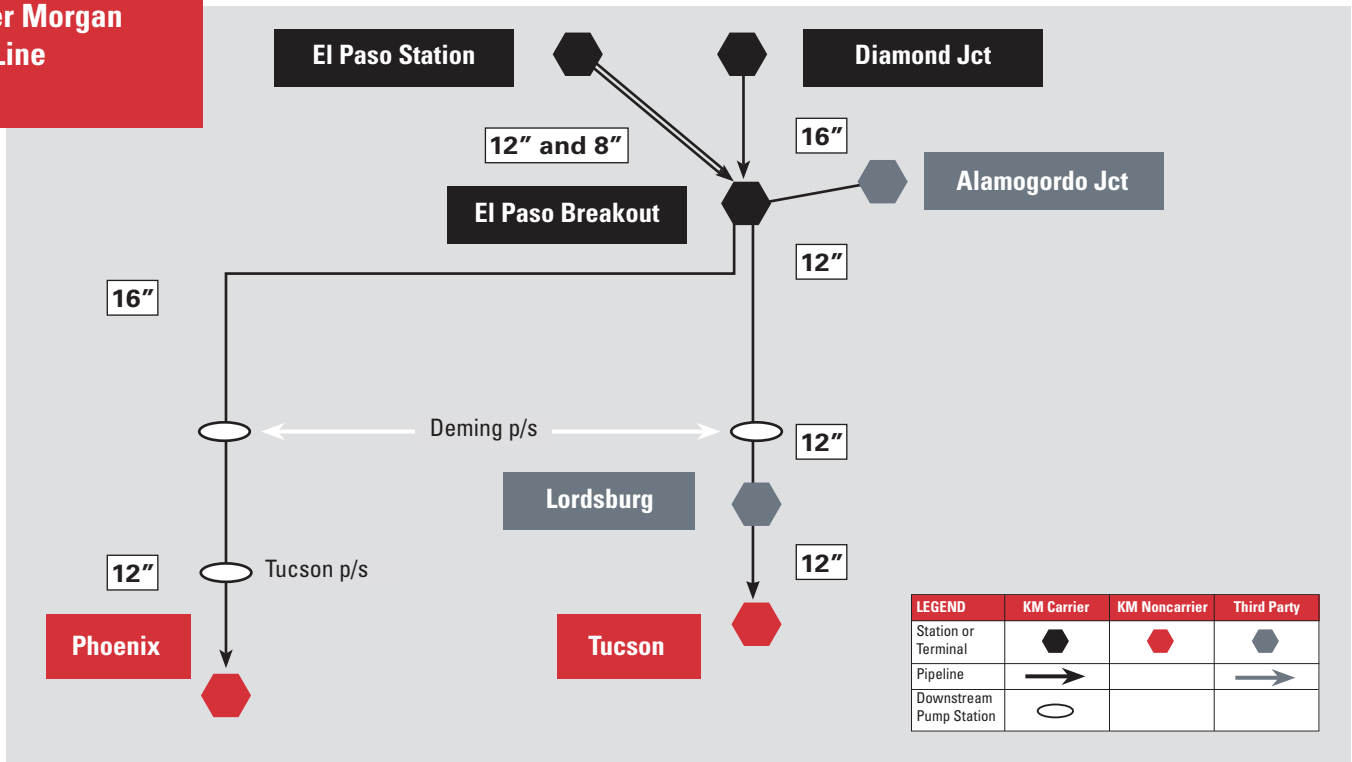 Morgan
El Paso Station
Diamond Jct
12″ and 8″
16″
Alamogordo Jct
El Paso Breakout
12″
16″
Deming p/s
12″
Lordsburg
12″
Tucson p/s
12″
Phoenix
Tucson
LEGEND KM Carrier KM Noncarrier Third Party
Station or
Terminal
Pipeline
Downstream
Pump Station